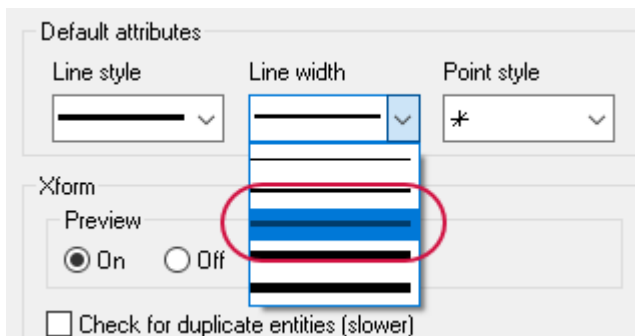 Default attributes
Line style Line width Point style
Xform
Preview
On Off
Check for duplicate entities (slower)